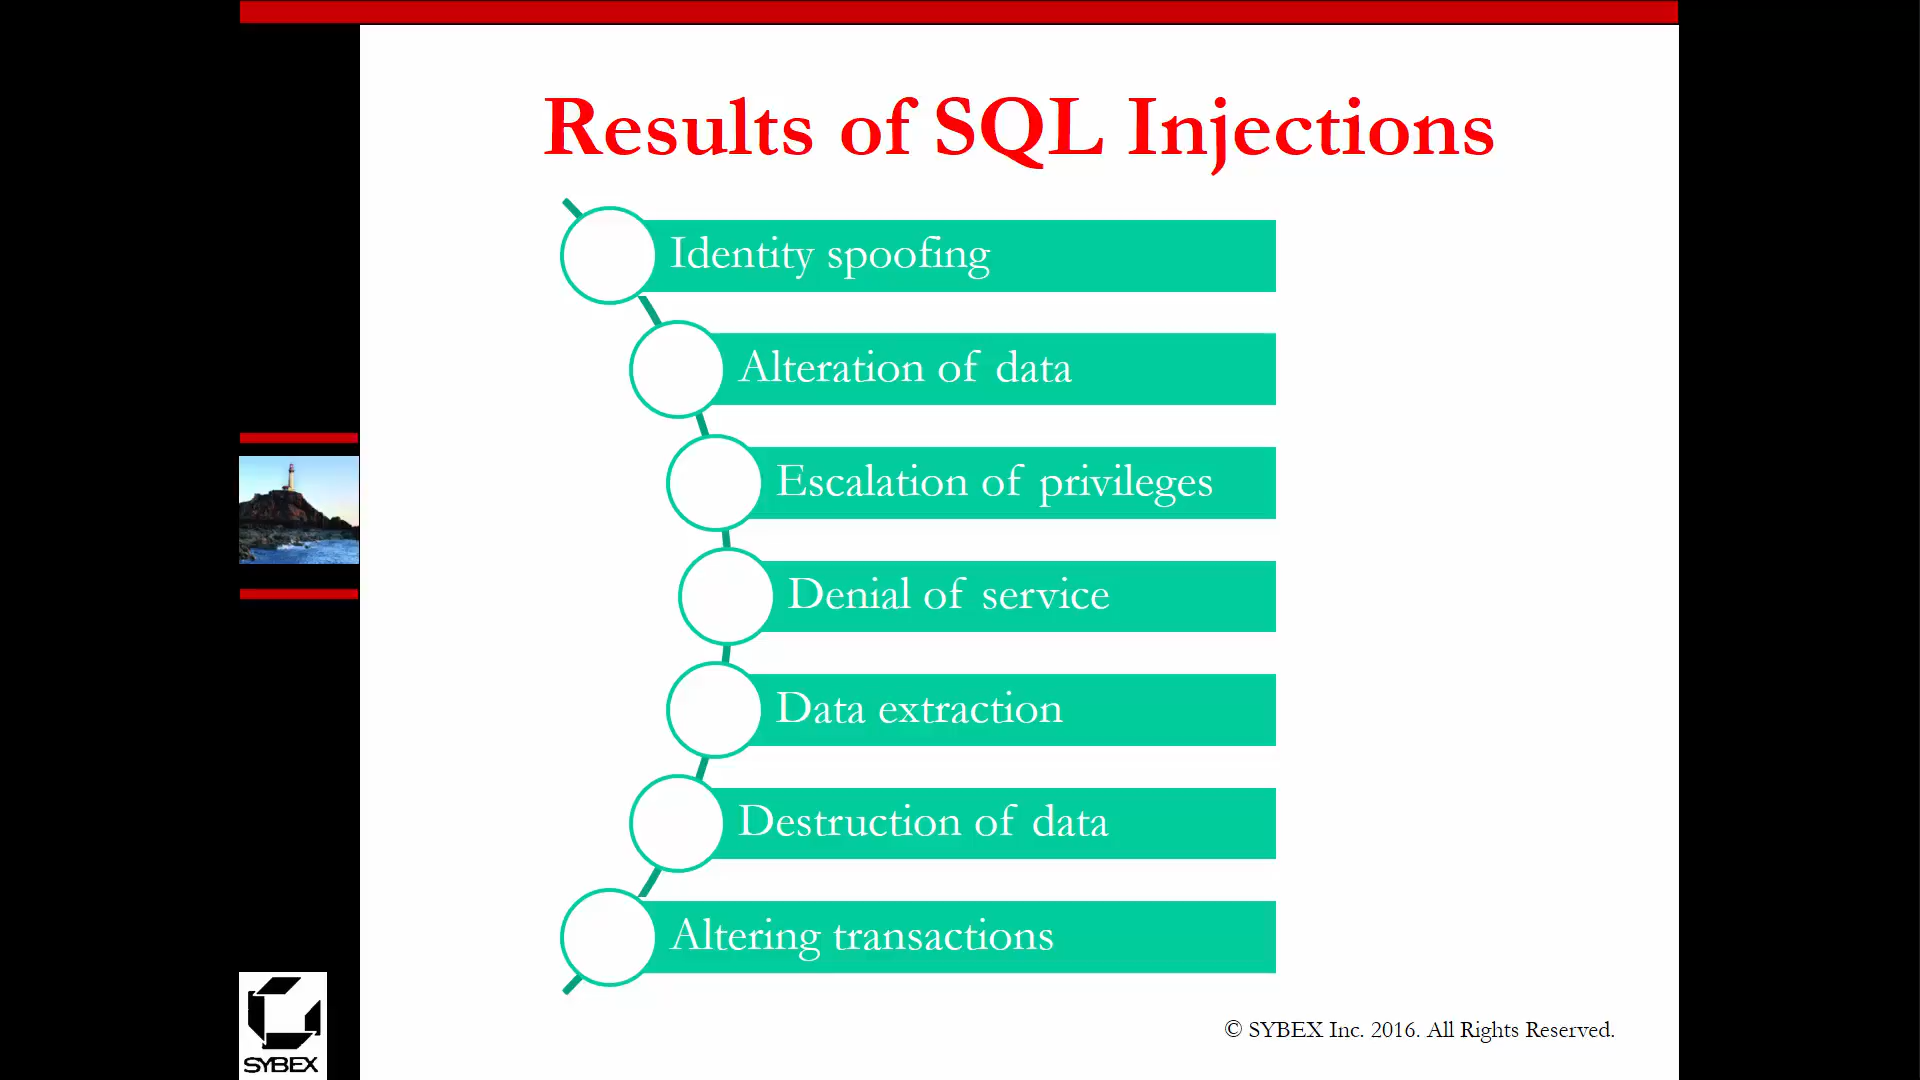 Results of SQL Injections
Identity spoofing
Alteration of data
Escalation of privileges
Denial of service
Data extraction
Destruction of data
Altering transactions
© SYBEX Inc. 2016. All Rights Reserved.
SYBEX